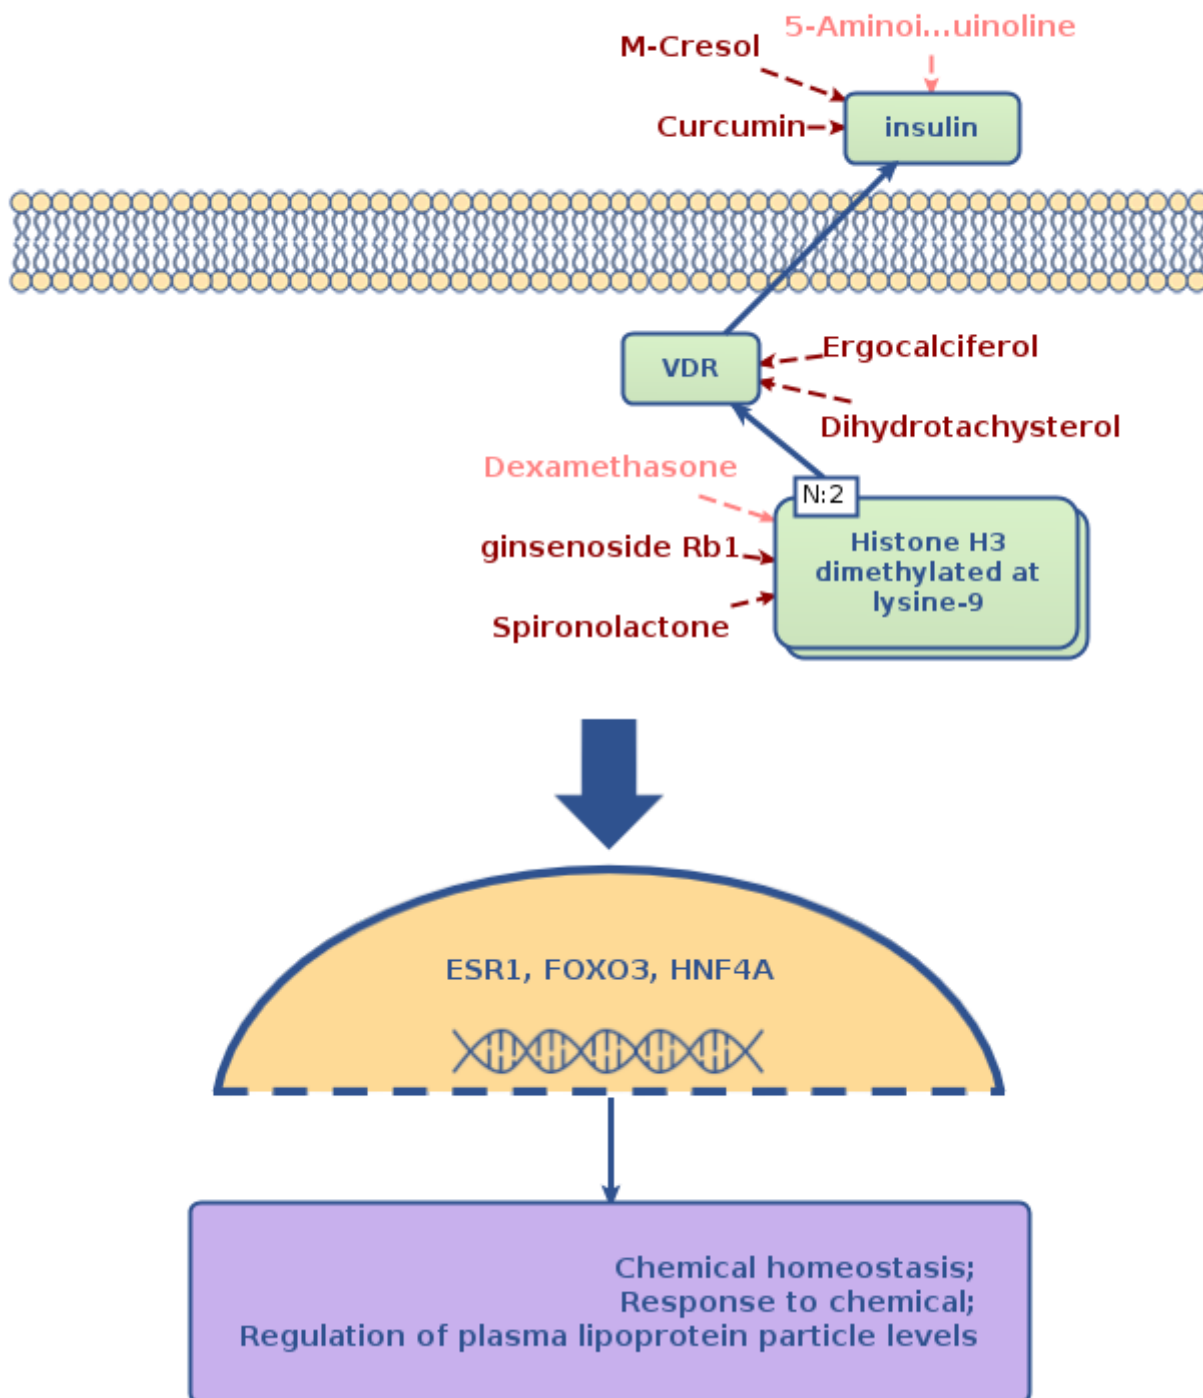 5-Aminoi...uinoline
M-Cresol
Curcumin
insulin
VDR
Ergocalciferol
Dihydrotachysterol
Dexamethasone
N:2
ginsenoside Rb1
Histone H3
dimethylated at
lysine-9
Spironolactone
ESR1, FOXO3, HNF4A
Chemical homeostasis;
Response to chemical;
Regulation of plasma lipoprotein particle levels